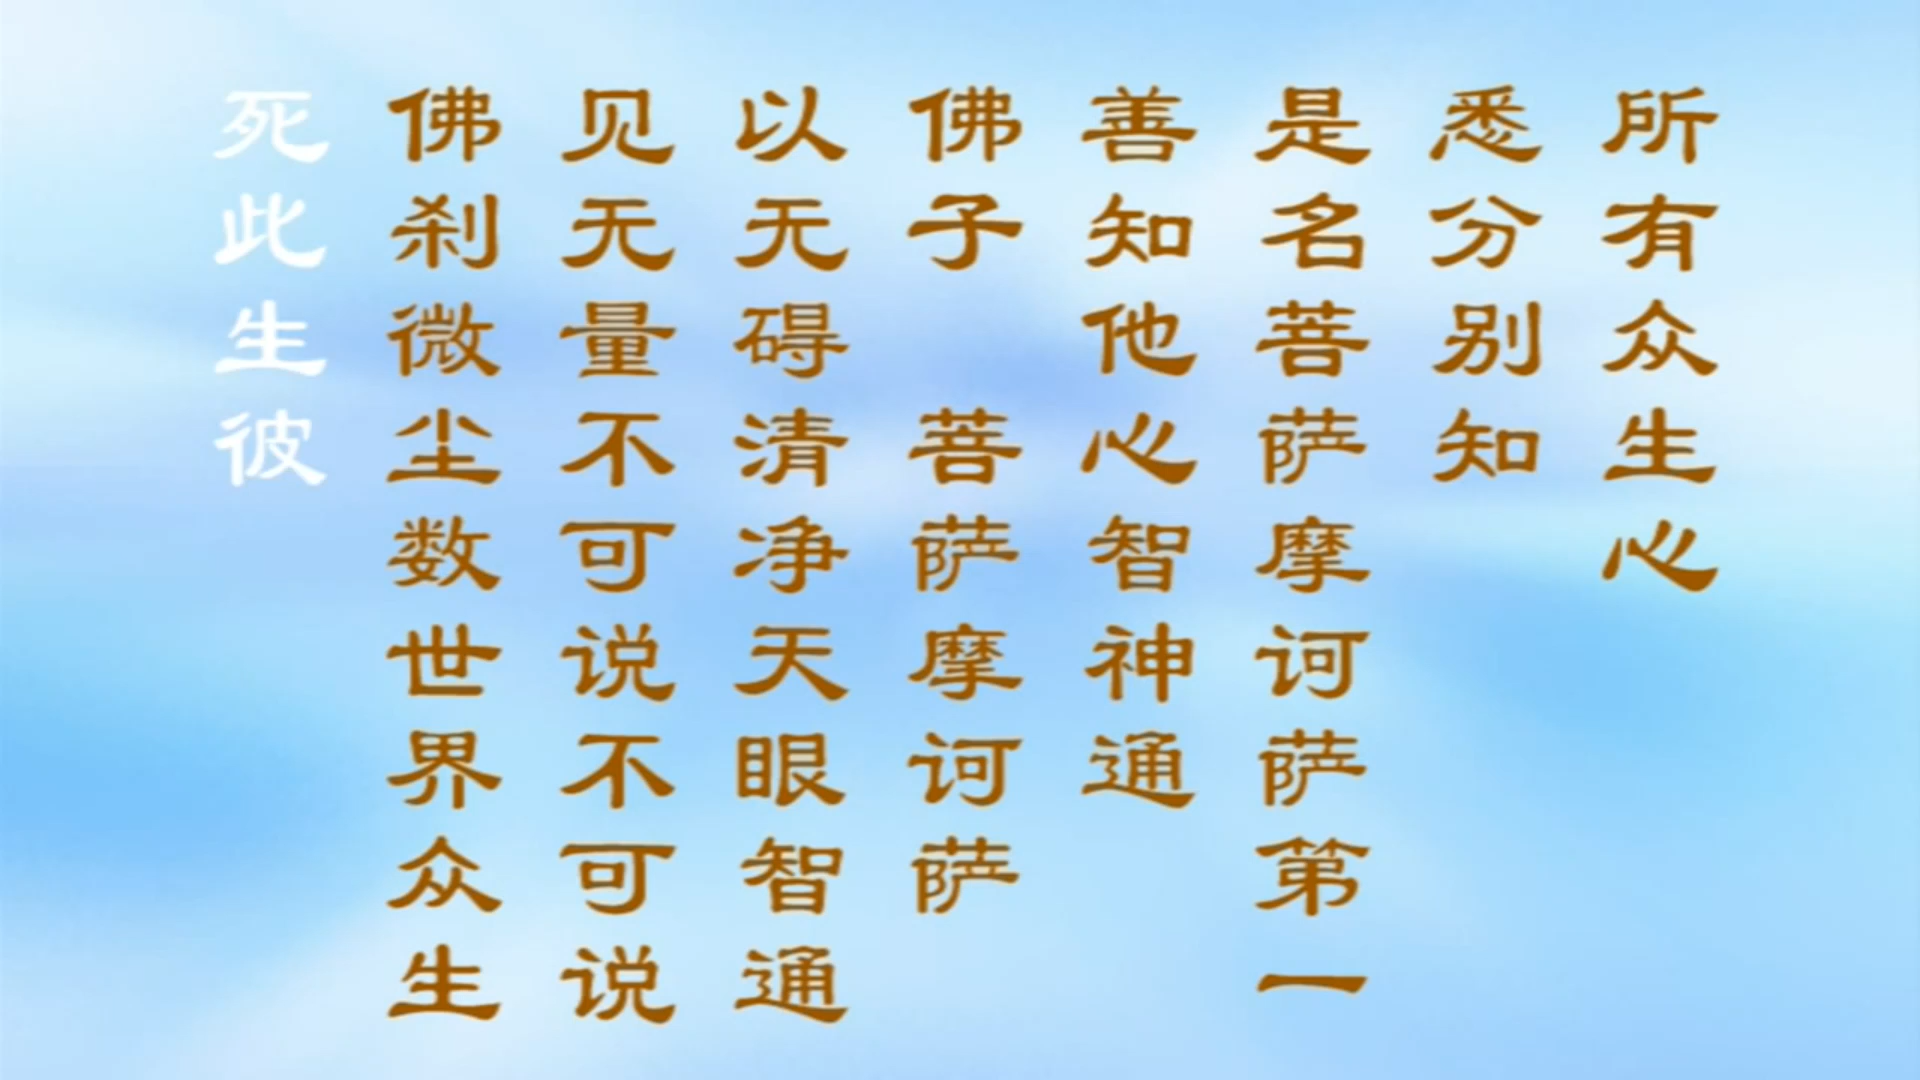 所有众生心
悉分别知
是名菩萨摩诃萨第一
善知他心智神通
佛子 菩萨摩诃萨
以无碍清净天眼智通
见无量不可说不可说
佛刹微尘数世界众生
死此生彼